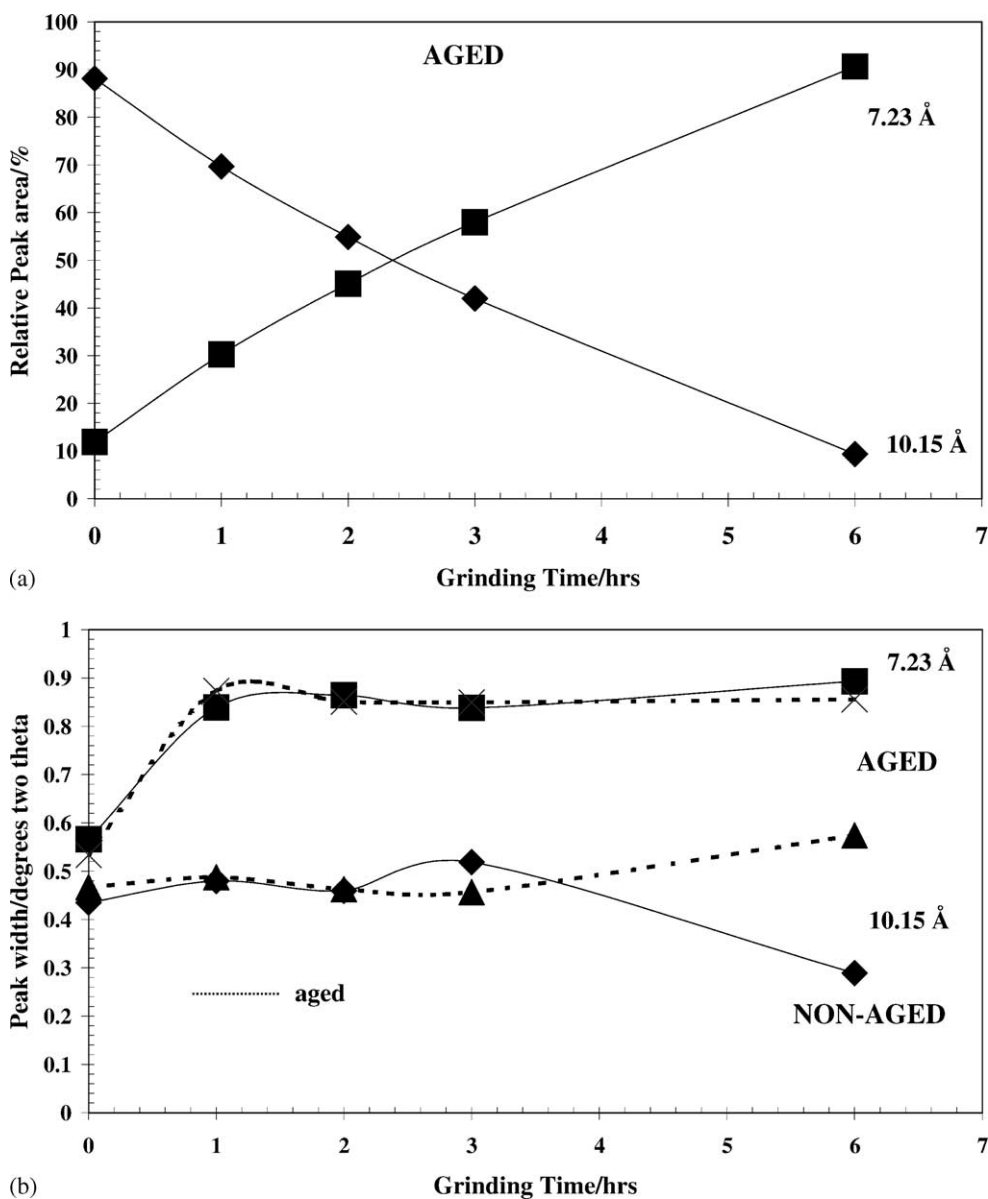 100
90
80
70
60
50
40
30
20
10
0
Relative Peak area/%
AGED
7.23 Å
10.15 Å
0 1 2 3 4 5 6 7
Grinding Time/hrs
(a)
1
0.9
0.8
0.7
0.6
0.5
0.4
0.3
0.2
0.1
0
Peak width/degrees two theta
7.23 Å
AGED
10.15 Å
NON-AGED
aged
0 1 2 3 4 5 6 7
Grinding Time/hrs
(b)